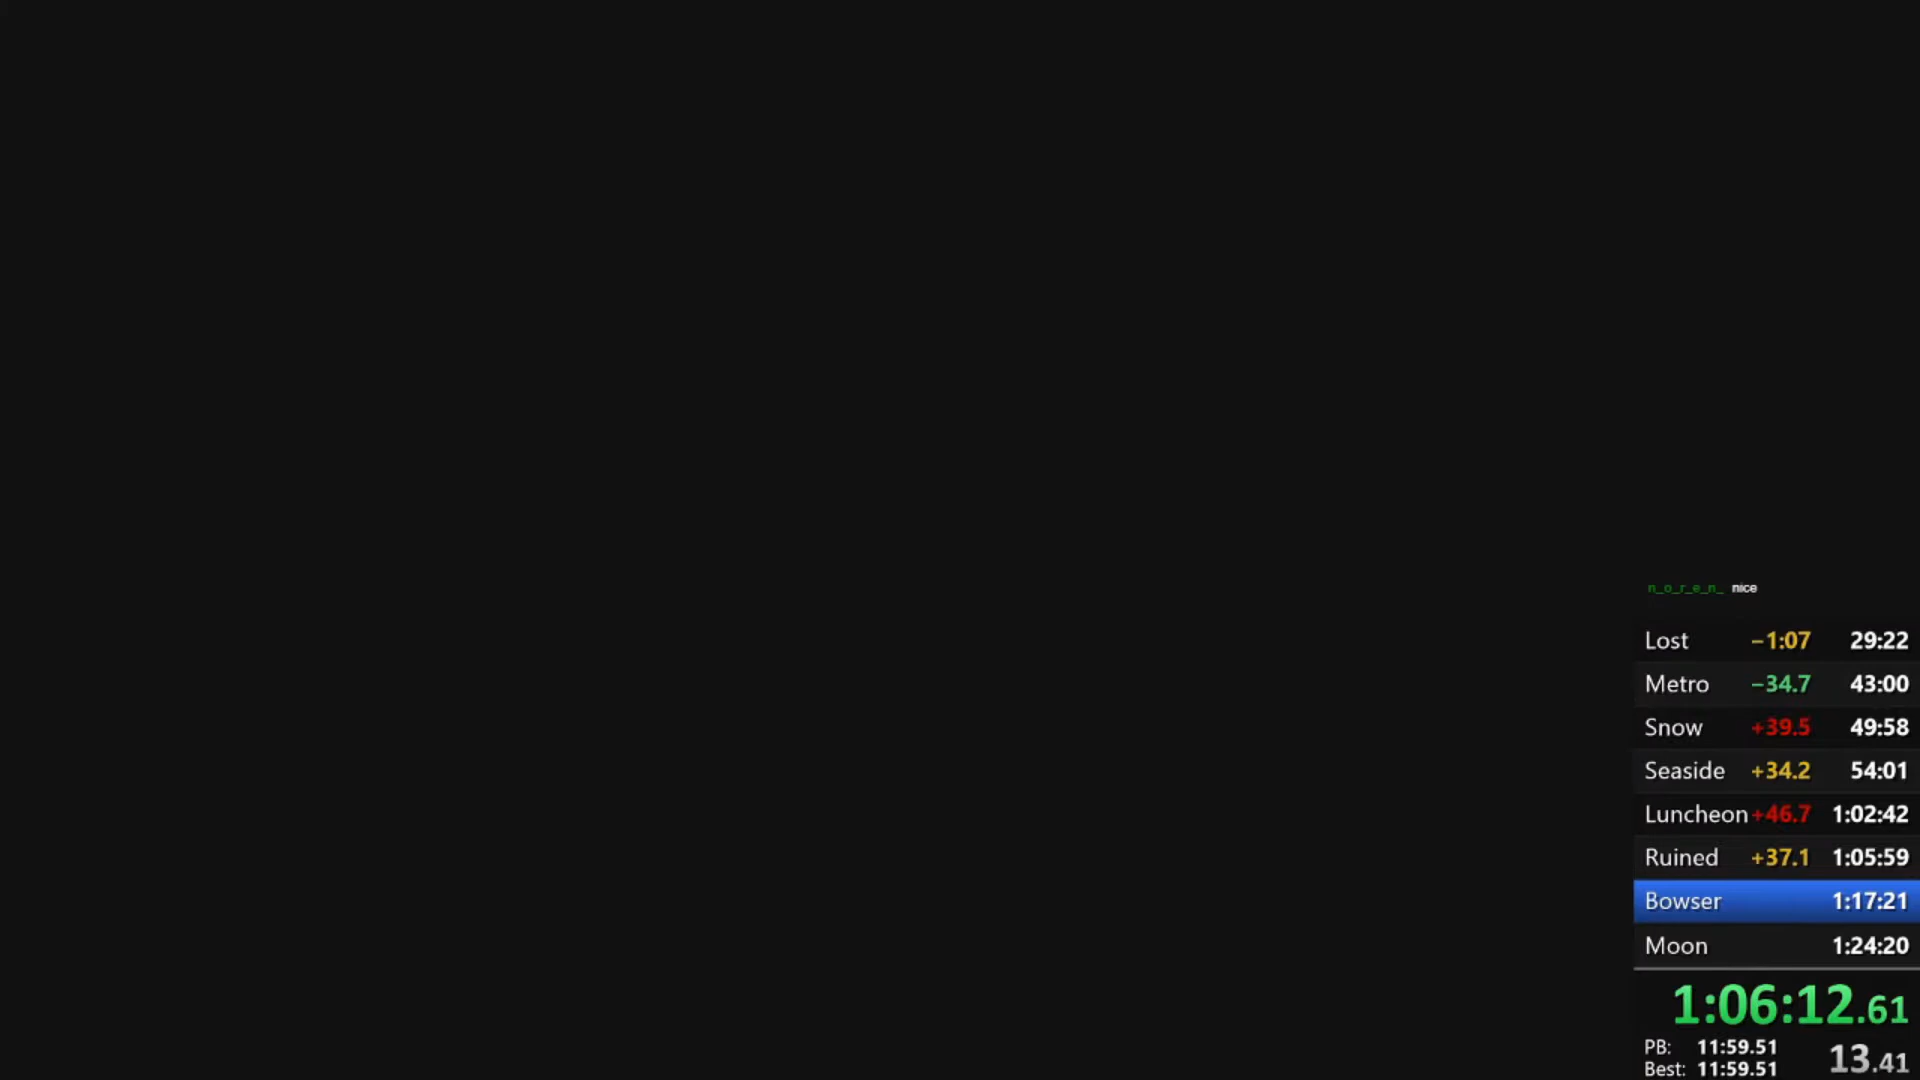 n_o_r_e_n_ nice
Lost −1:07 29:22
Metro −34.7 43:00
Snow +39.5 49:58
Seaside +34.2 54:01
Luncheon +46.7 1:02:42
Ruined +37.1 1:05:59
Bowser 1:17:21
Moon 1:24:20
1:06:12.61
PB: 11:59.51 13.41
Best: 11:59.51